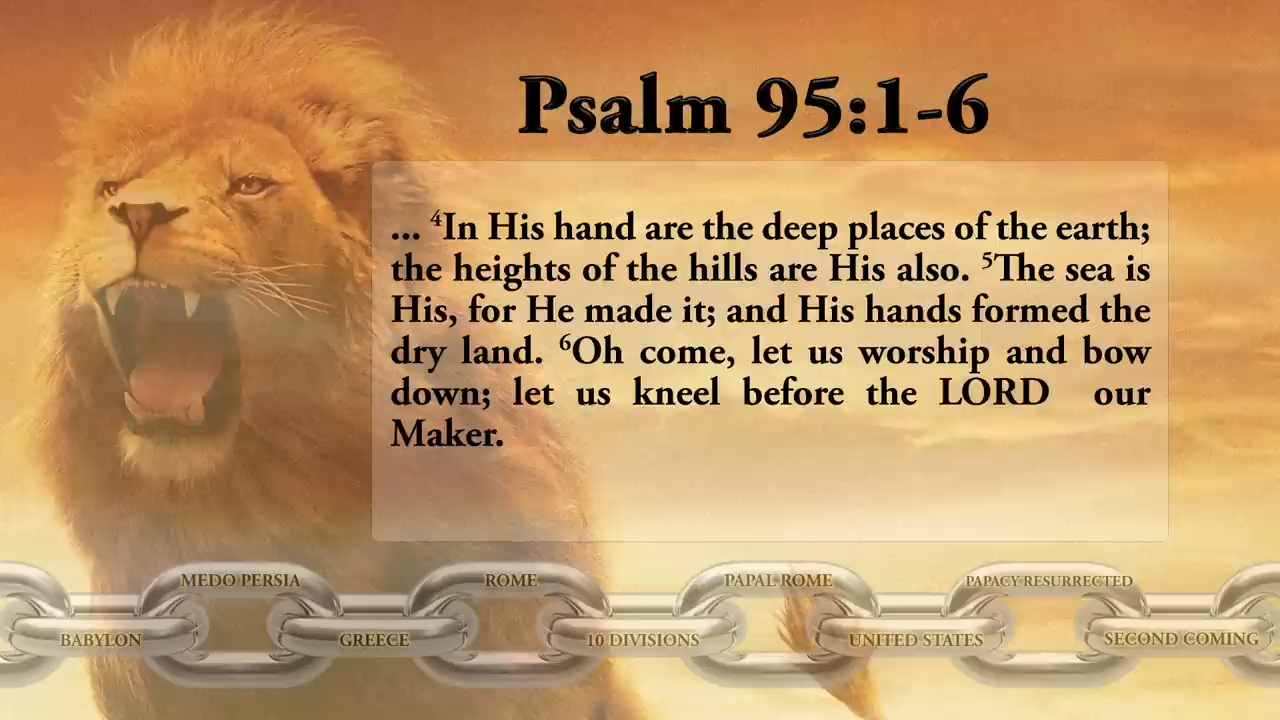 Psalm 95:1-6
... ⁴In His hand are the deep places of the earth;
the heights of the hills are His also. ⁵The sea is
His, for He made it; and His hands formed the
dry land. ⁶Oh come, let us worship and bow
down; let us kneel before the LORD our
Maker.
MEDO PERSIA ROME PAPAL ROME PAPACY RESURRECTED
BABYLON GREECE 10 DIVISIONS UNITED STATES SECOND COMING